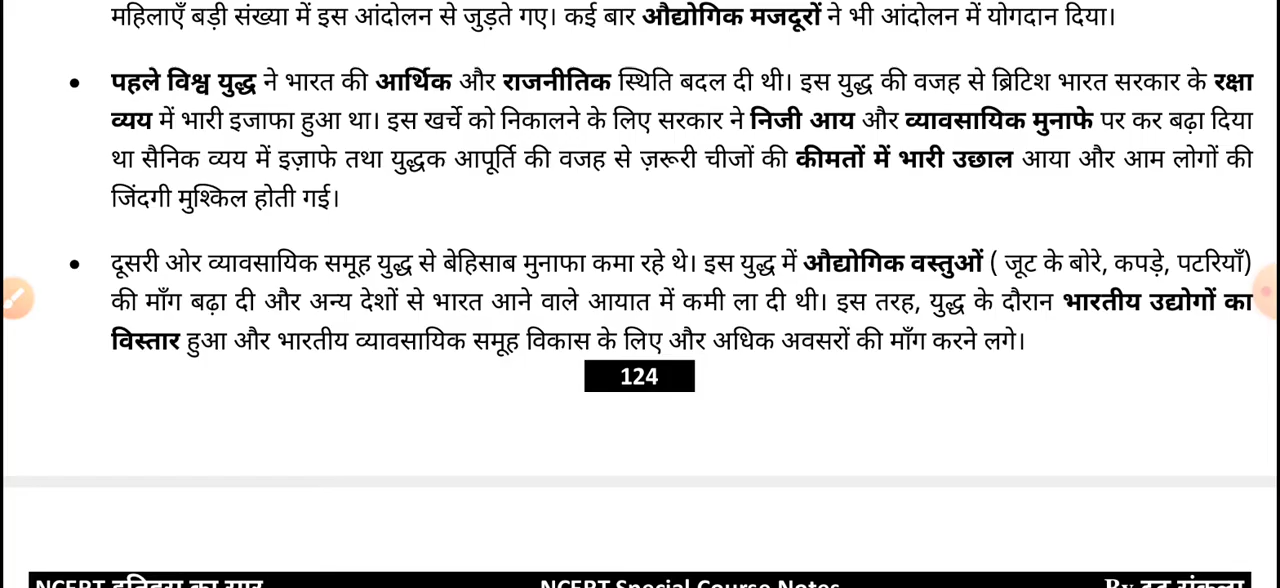 महिलाएँ बड़ी संख्या में इस आंदोलन से जुड़ते गए। कई बार औद्योगिक मजदूरों ने भी आंदोलन में योगदान दिया।
• पहले विश्व युद्ध ने भारत की आर्थिक और राजनीतिक स्थिति बदल दी थी। इस युद्ध की वजह से ब्रिटिश भारत सरकार के रक्षा
व्यय में भारी इजाफा हुआ था। इस खर्चे को निकालने के लिए सरकार ने निजी आय और व्यावसायिक मुनाफे पर कर बढ़ा दिया
था सैनिक व्यय में इज़ाफे तथा युद्धक आपूर्ति की वजह से ज़रूरी चीजों की कीमतों में भारी उछाल आया और आम लोगों की
जिंदगी मुश्किल होती गई।
• दूसरी ओर व्यावसायिक समूह युद्ध से बेहिसाब मुनाफा कमा रहे थे। इस युद्ध में औद्योगिक वस्तुओं ( जूट के बोरे, कपड़े, पटरियाँ)
की माँग बढ़ा दी और अन्य देशों से भारत आने वाले आयात में कमी ला दी थी। इस तरह, युद्ध के दौरान भारतीय उद्योगों का
विस्तार हुआ और भारतीय व्यावसायिक समूह विकास के लिए और अधिक अवसरों की माँग करने लगे।
124
NCERT इतिहास का सार NCERT Special Course Notes By दृढ़ संकल्प